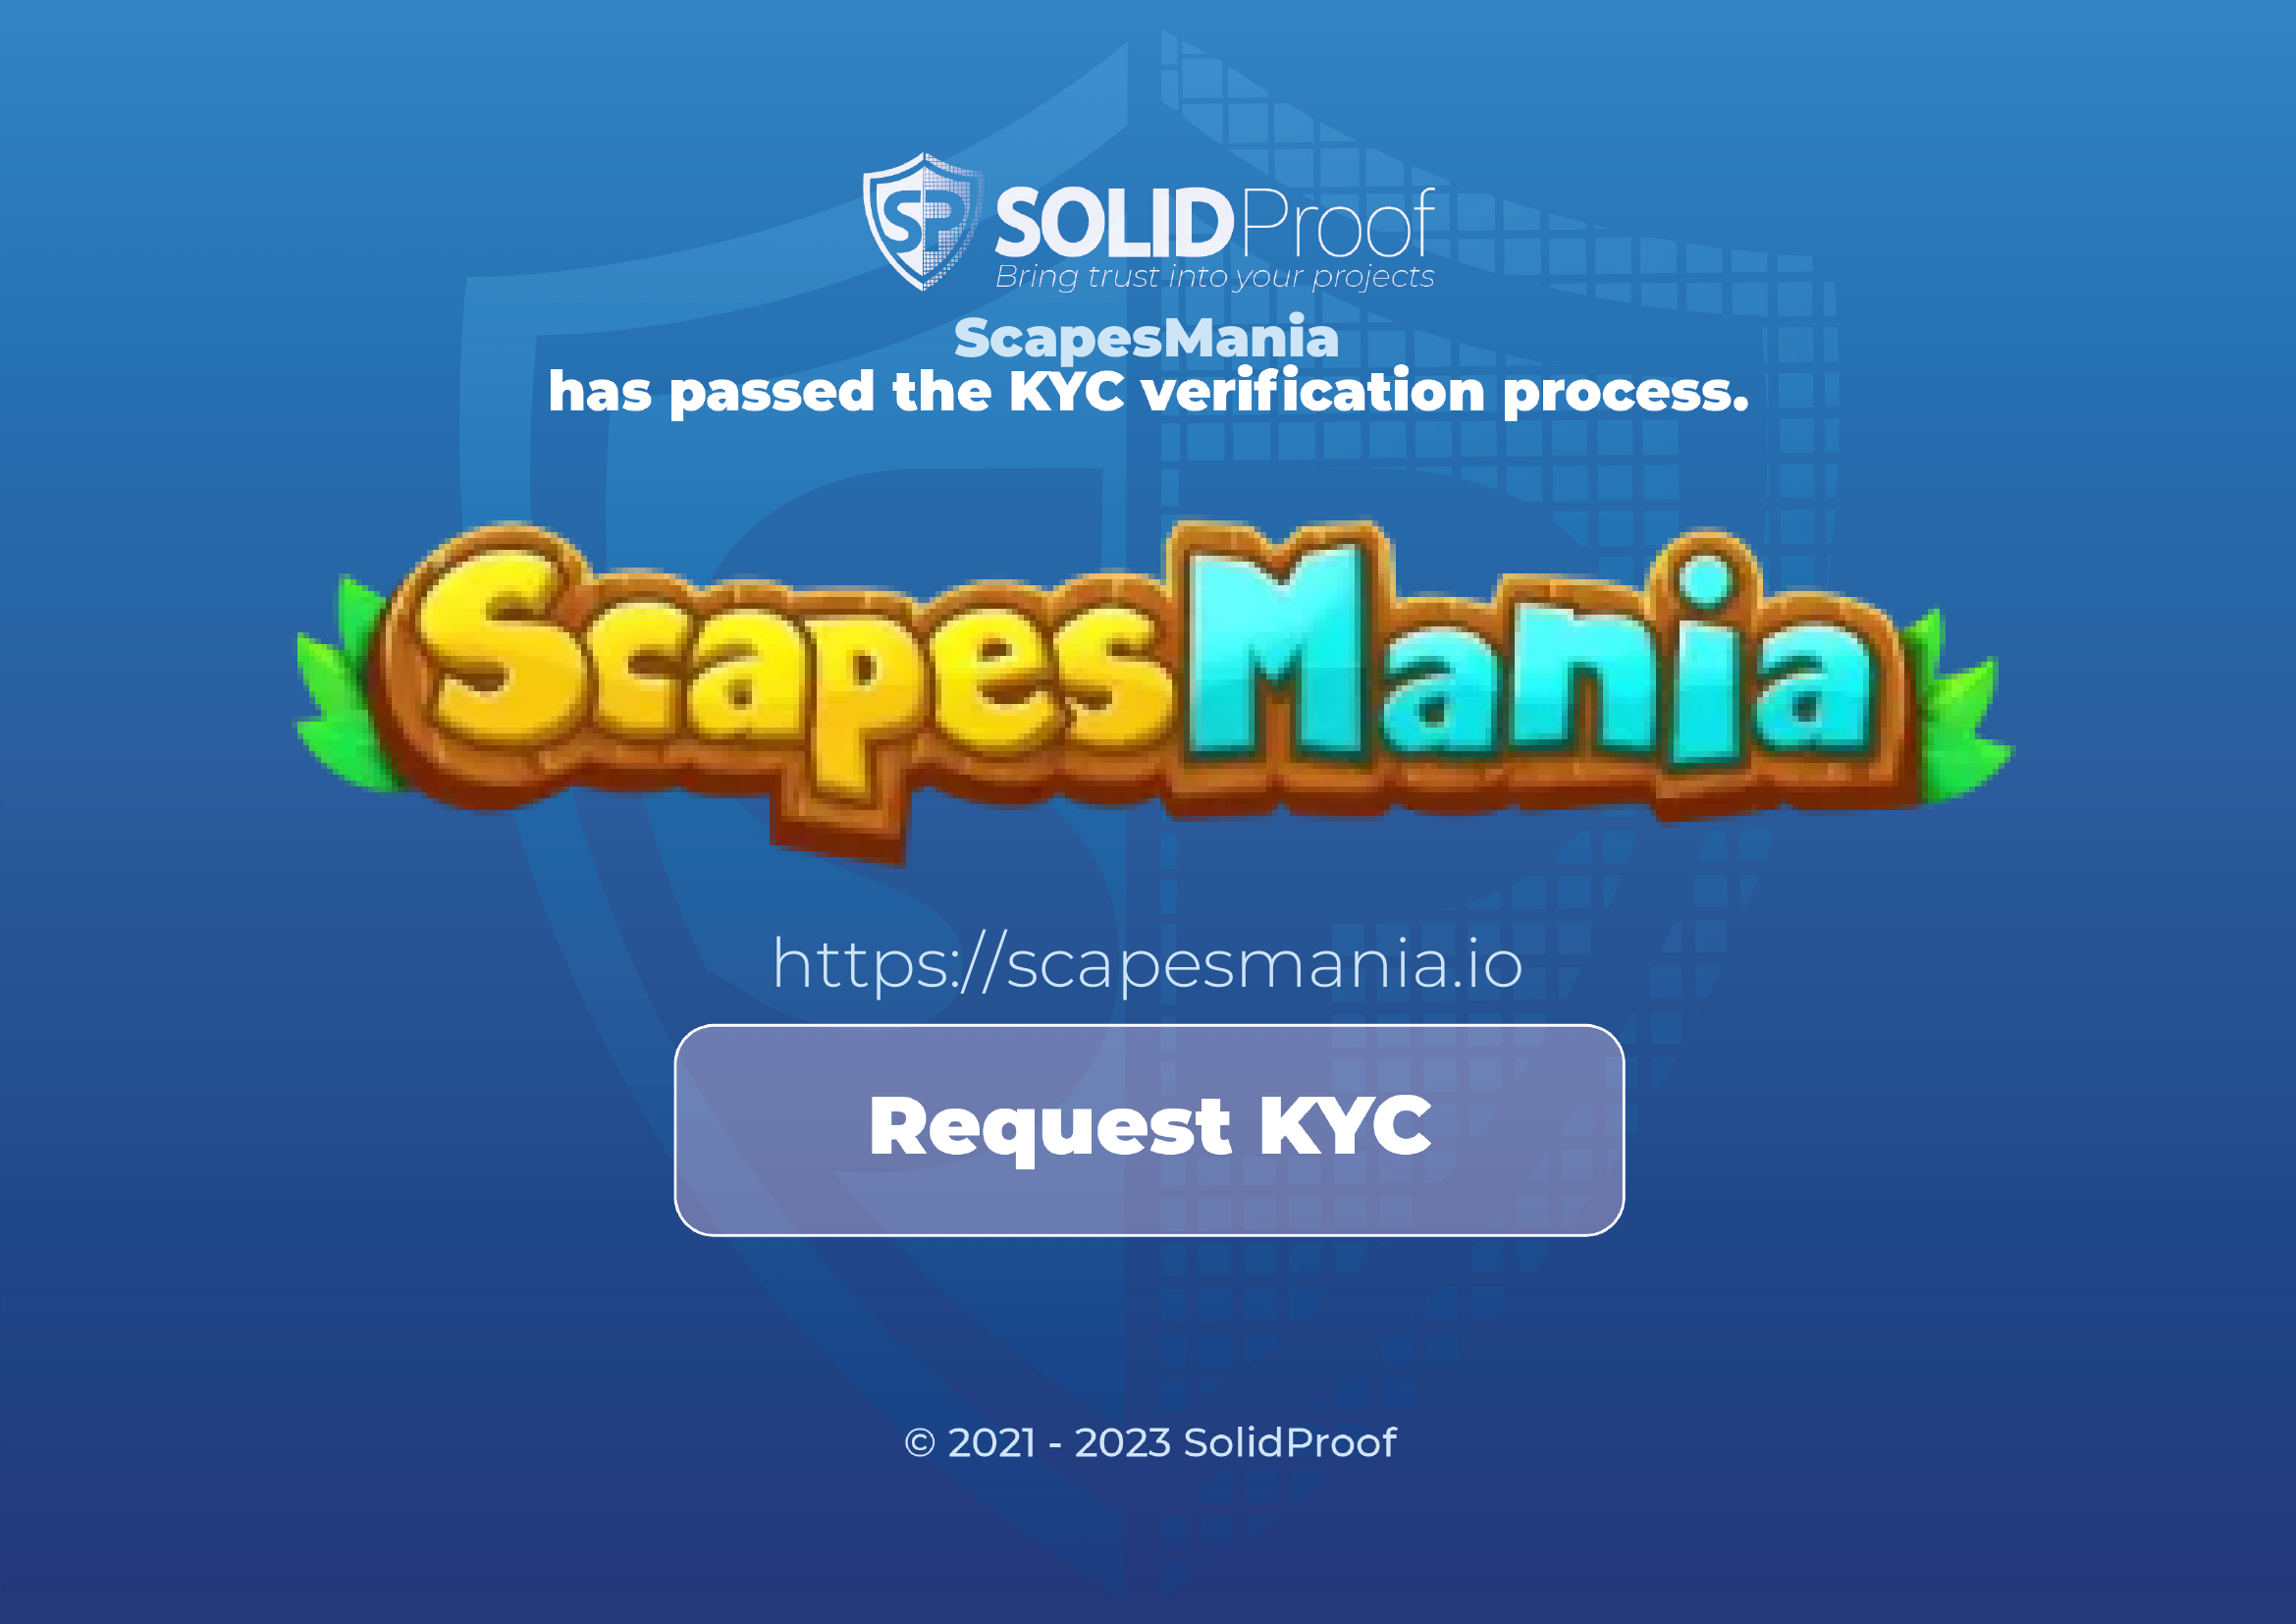 SP SOLIDProof
Bring trust into your projects
ScapesMania
has passed the KYC verification process.
ScapesMania
https://scapesmania.io
Request KYC
© 2021 - 2023 SolidProof